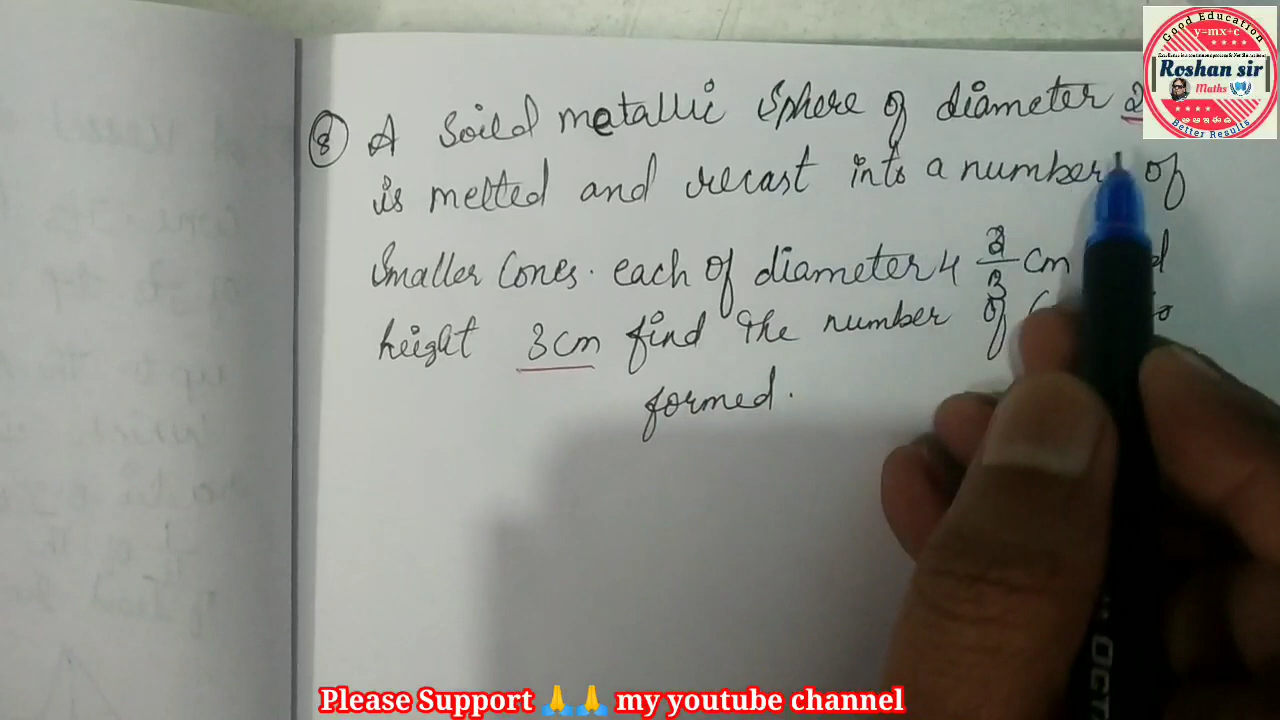 8 A Soild metallic Sphere of diameter 2
is melted and recast into a number of
Smaller Cones. each of diameter 4 2/3 cm
height 3cm find the number of
formed.
Good Education
y=mx+c
Roshan sir
Maths
Better Results
Please Support 🙏🙏 my youtube channel